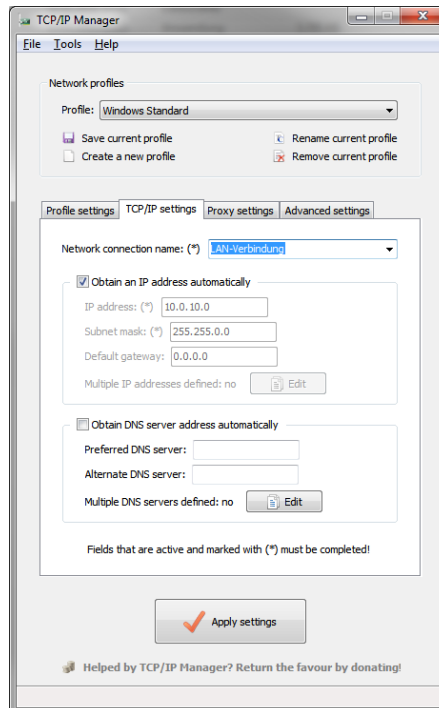 TCP/IP Manager
File Tools Help
Network profiles
Profile: Windows Standard
Save current profile Rename current profile
Create a new profile Remove current profile
Profile settings TCP/IP settings Proxy settings Advanced settings
Network connection name: (*) LAN-Verbindung
Obtain an IP address automatically
IP address: (*) 10.0.10.0
Subnet mask: (*) 255.255.0.0
Default gateway: 0.0.0.0
Multiple IP addresses defined: no Edit
Obtain DNS server address automatically
Preferred DNS server:
Alternate DNS server:
Multiple DNS servers defined: no Edit
Fields that are active and marked with (*) must be completed!
Apply settings
Helped by TCP/IP Manager? Return the favour by donating!